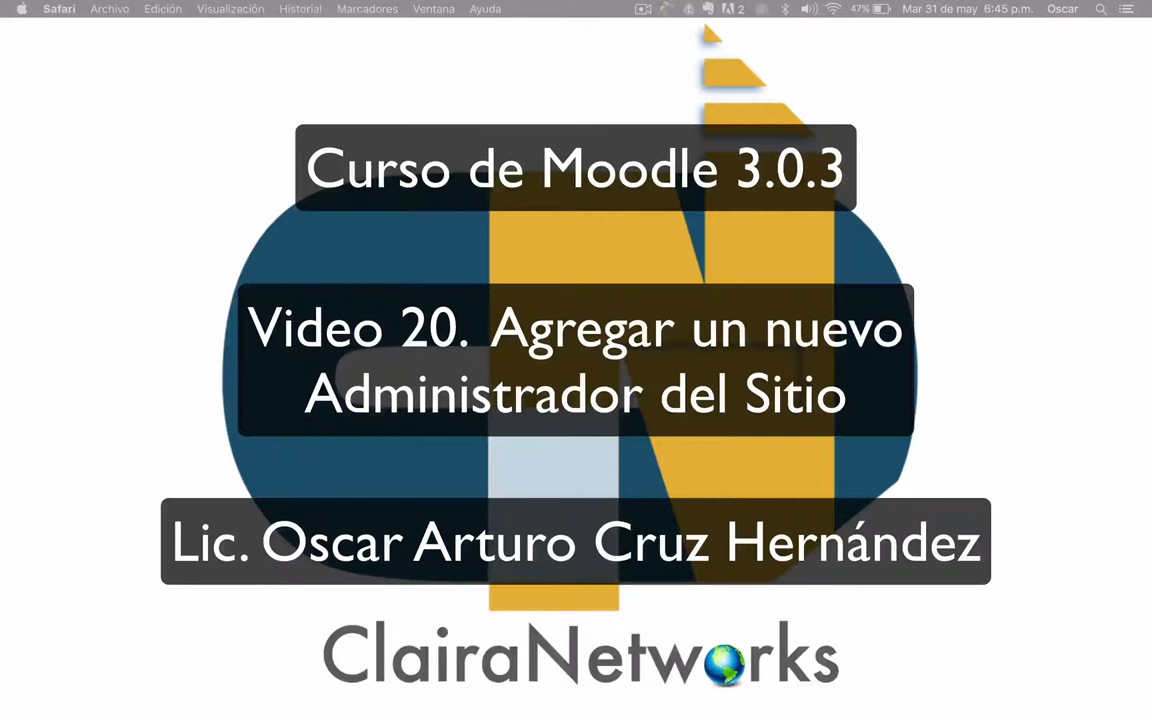 Safari Archivo Edición Visualización Historial Marcadores Ventana Ayuda 2 47% Mar 31 de may 6:45 p.m. Oscar
Curso de Moodle 3.0.3
Video 20. Agregar un nuevo
Administrador del Sitio
Lic. Oscar Arturo Cruz Hernández
ClairaNetworks